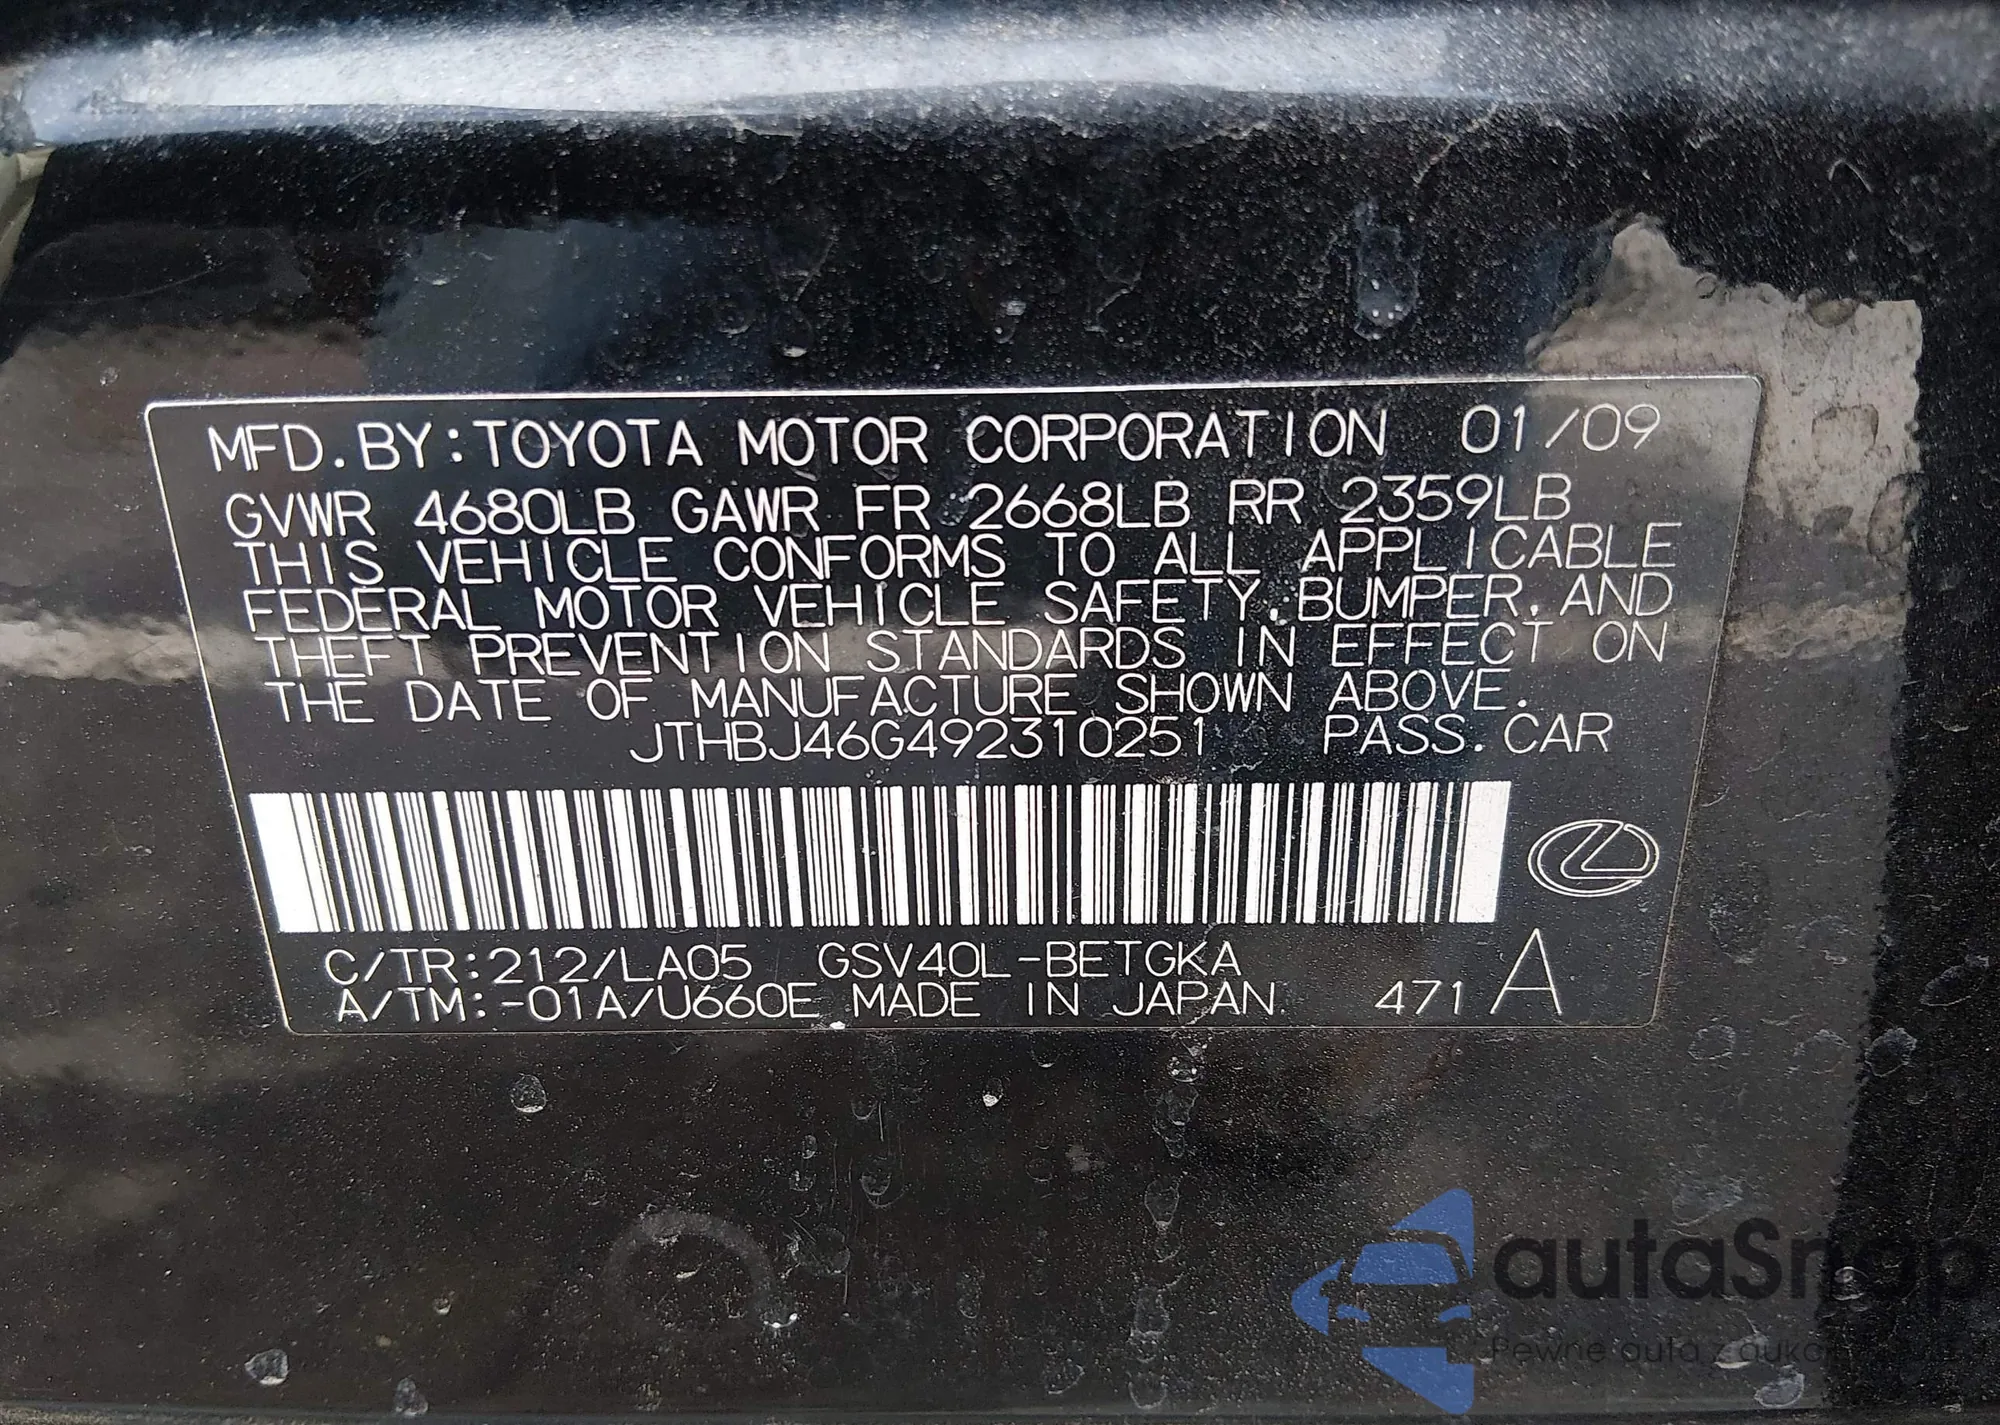 MFD. BY: TOYOTA MOTOR CORPORATION 01/09
GVWR 4680LB GAWR FR 2668LB RR 2359LB
THIS VEHICLE CONFORMS TO ALL APPLICABLE
FEDERAL MOTOR VEHICLE SAFETY, BUMPER, AND
THEFT PREVENTION STANDARDS IN EFFECT ON
THE DATE OF MANUFACTURE SHOWN ABOVE.
JTHBJ46G492310251 PASS. CAR
C/TR:212/LA05 GSV40L-BETGKA A
A/TM:-01A/U660E MADE IN JAPAN. 471
autaSnap
Pewne auta z